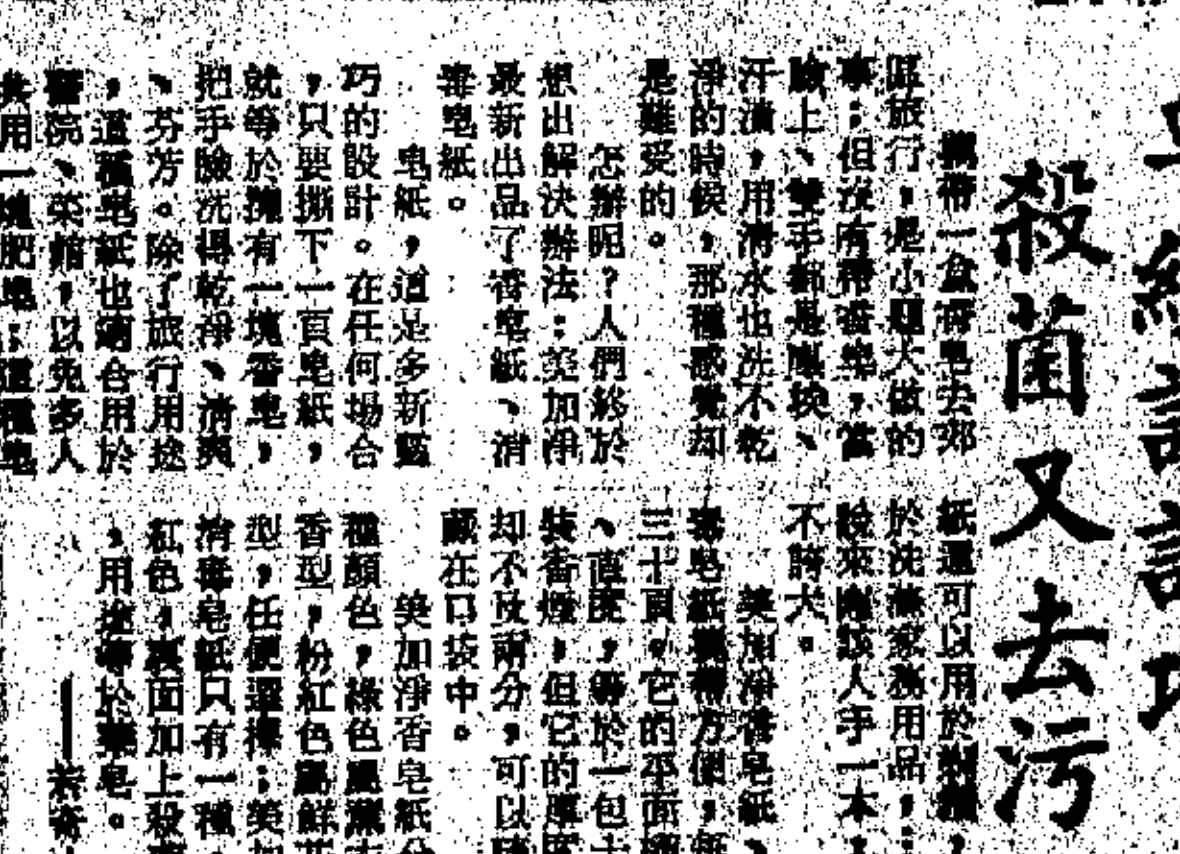 殺菌又去污
攜帶一盒香皂去郊
旅行，是小題大做的
事；但沒有帶香皂，當
臉上、雙手都是塵埃、
汗漬，用清水也洗不乾
淨的時候，那種感覺却
是難受的。
怎辦呢？人們終於
想出解決辦法：美加净
最新出品了香皂紙、消
毒皂紙。
皂紙，這是多新
巧的設計。在任何場合
，只要撕下一頁皂紙，
就等於擁有一塊香皂，
把手臉洗得乾淨、清爽
、芬芳。除了旅行用途
，這種皂紙也適合用於
醫院、菜館，以免多人
共用一塊肥皂；這種皂
紙還可以用於
於洗滌家務用品，
說來應該人手一本，
不誇大。
美加淨香皂紙、
毒皂紙攜帶方便，每
三十頁。它的平面
、直度，等於一包
裝香煙，但它的厚度
却不及兩分，可以
藏在口袋中。
美加淨香皂紙分
種顏色，綠色屬
香型，粉紅色屬鮮
型，任便選擇；美加
消毒皂紙只有一種
紅色，裏面加上殺
，用途等於藥皂。